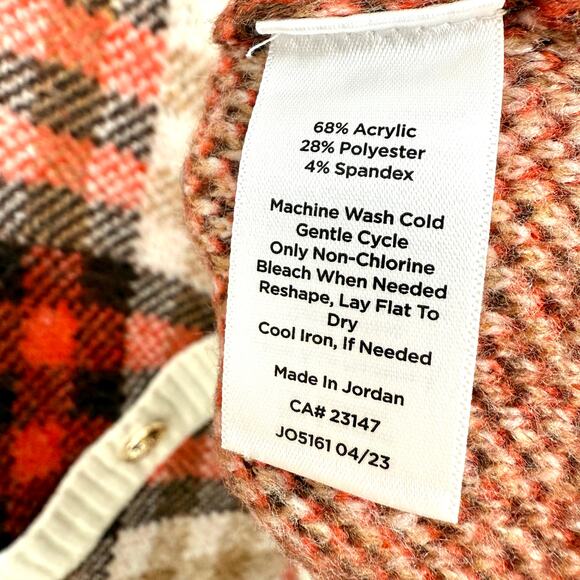 68% Acrylic
28% Polyester
4% Spandex
Machine Wash Cold
Gentle Cycle
Only Non-Chlorine
Bleach When Needed
Reshape, Lay Flat To
Dry
Cool Iron, If Needed
Made In Jordan
CA# 23147
JO5161 04/23